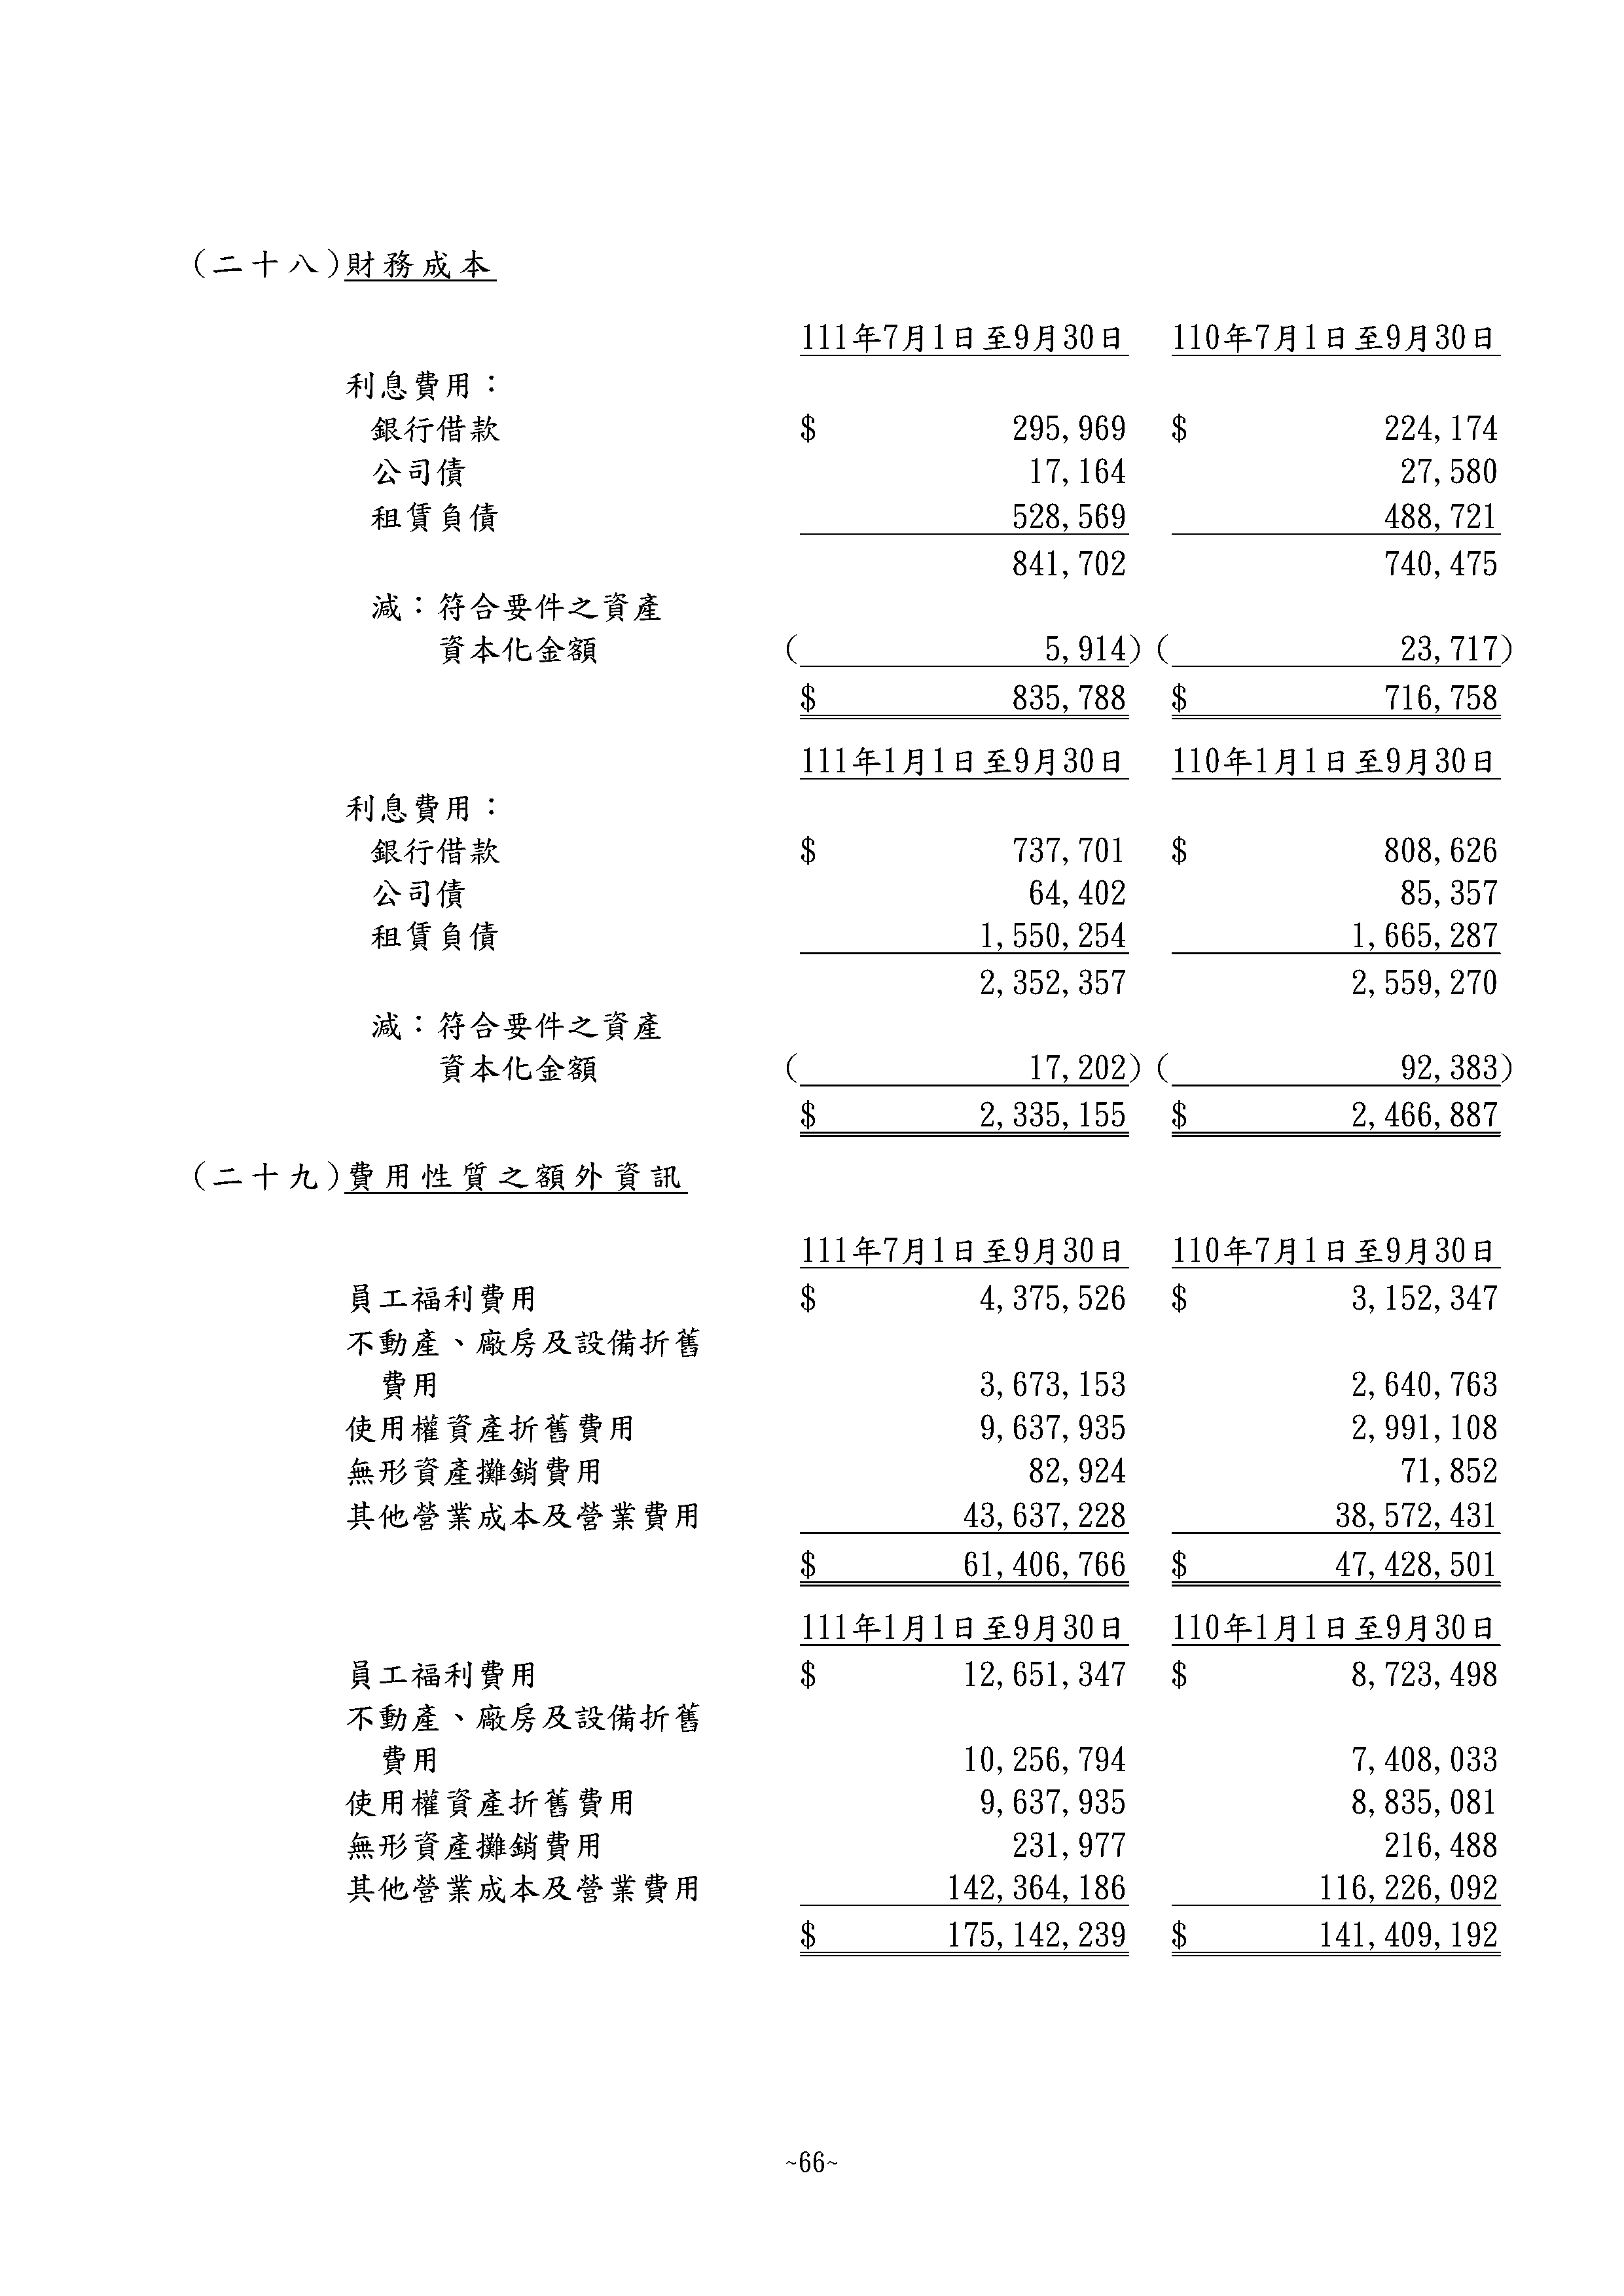 (二十八)財務成本
111年7月1日至9月30日 110年7月1日至9月30日
利息費用：
銀行借款 $ 295,969 $ 224,174
公司債 17,164 27,580
租賃負債 528,569 488,721
841,702 740,475
減：符合要件之資產
資本化金額 ( 5,914) ( 23,717)
$ 835,788 $ 716,758
111年1月1日至9月30日 110年1月1日至9月30日
利息費用：
銀行借款 $ 737,701 $ 808,626
公司債 64,402 85,357
租賃負債 1,550,254 1,665,287
2,352,357 2,559,270
減：符合要件之資產
資本化金額 ( 17,202) ( 92,383)
$ 2,335,155 $ 2,466,887
(二十九)費用性質之額外資訊
111年7月1日至9月30日 110年7月1日至9月30日
員工福利費用 $ 4,375,526 $ 3,152,347
不動產、廠房及設備折舊
費用 3,673,153 2,640,763
使用權資產折舊費用 9,637,935 2,991,108
無形資產攤銷費用 82,924 71,852
其他營業成本及營業費用 43,637,228 38,572,431
$ 61,406,766 $ 47,428,501
111年1月1日至9月30日 110年1月1日至9月30日
員工福利費用 $ 12,651,347 $ 8,723,498
不動產、廠房及設備折舊
費用 10,256,794 7,408,033
使用權資產折舊費用 9,637,935 8,835,081
無形資產攤銷費用 231,977 216,488
其他營業成本及營業費用 142,364,186 116,226,092
$ 175,142,239 $ 141,409,192
~66~